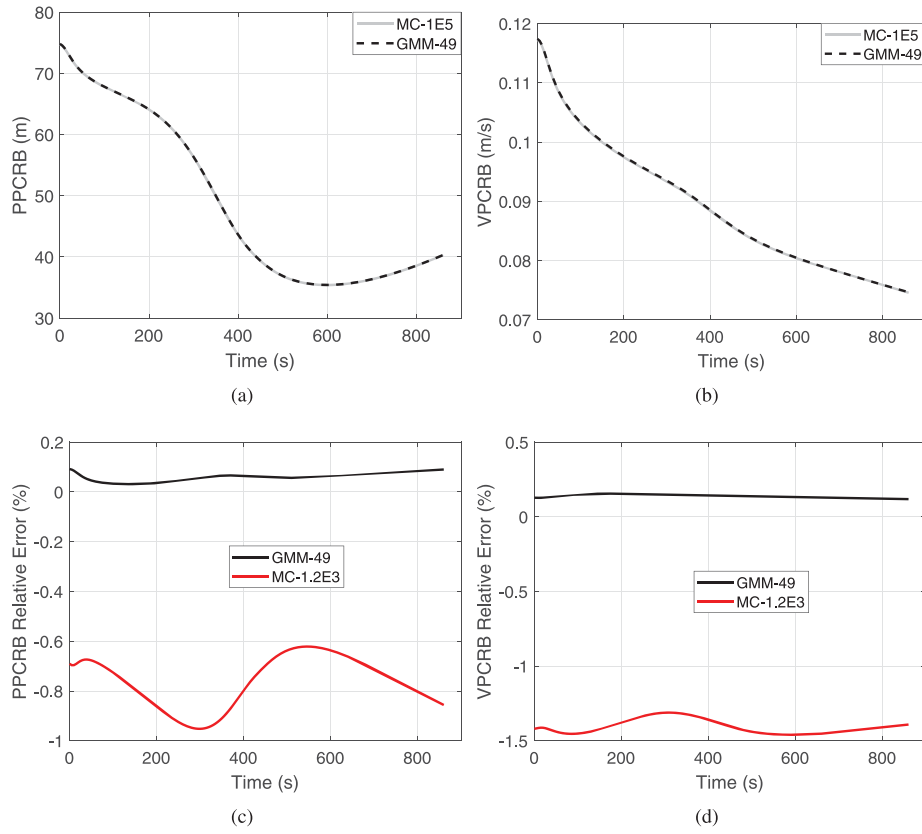 80
70
60
50
40
30
PPCRB (m)
0 200 400 600 800
Time (s)
MC-1E5
GMM-49
(a)
0.12
0.11
0.1
0.09
0.08
0.07
VPCRB (m/s)
0 200 400 600 800
Time (s)
MC-1E5
GMM-49
(b)
0.2
0
-0.2
-0.4
-0.6
-0.8
-1
PPCRB Relative Error (%)
0 200 400 600 800
Time (s)
GMM-49
MC-1.2E3
(c)
0.5
0
-0.5
-1
-1.5
VPCRB Relative Error (%)
0 200 400 600 800
Time (s)
GMM-49
MC-1.2E3
(d)